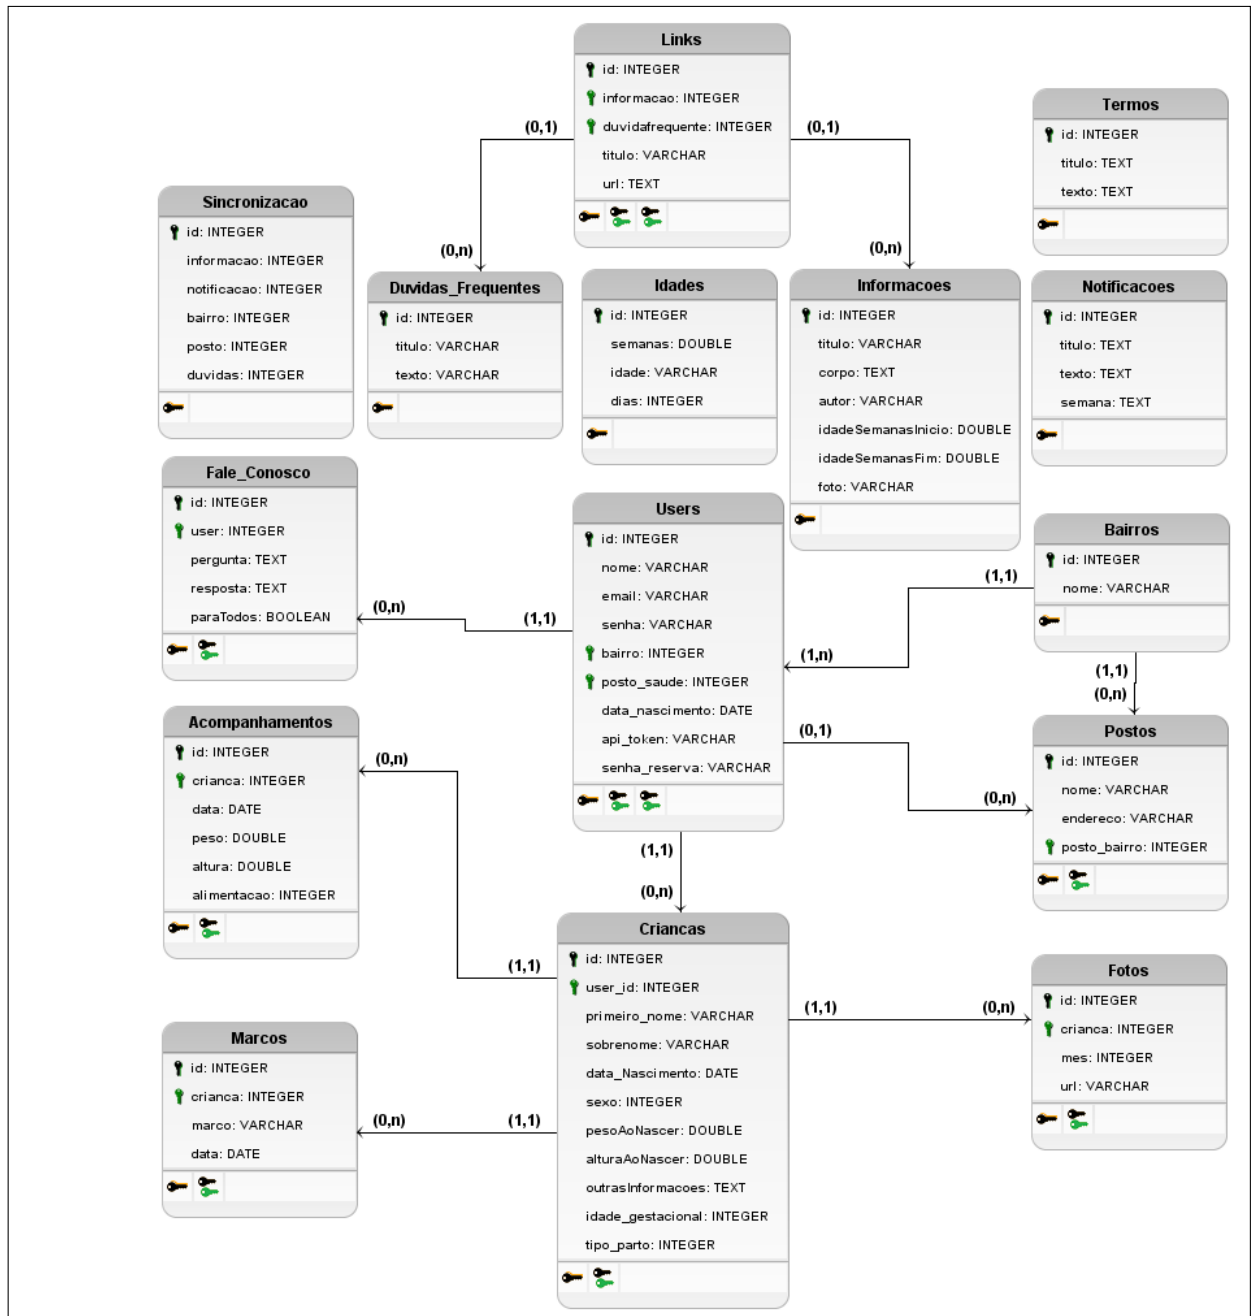 Links
id: INTEGER
informacao: INTEGER
duvidafrequente: INTEGER
titulo: VARCHAR
url: TEXT
(0,1)
(0,n)
(0,1)
(0,n)
Termos
id: INTEGER
titulo: TEXT
texto: TEXT
Sincronizacao
id: INTEGER
informacao: INTEGER
notificacao: INTEGER
bairro: INTEGER
posto: INTEGER
duvidas: INTEGER
Duvidas_Frequentes
id: INTEGER
titulo: VARCHAR
texto: VARCHAR
Idades
id: INTEGER
semanas: DOUBLE
idade: VARCHAR
dias: INTEGER
Informacoes
id: INTEGER
titulo: VARCHAR
corpo: TEXT
autor: VARCHAR
idadeSemanasInicio: DOUBLE
idadeSemanasFim: DOUBLE
foto: VARCHAR
Notificacoes
id: INTEGER
titulo: TEXT
texto: TEXT
semana: TEXT
Fale_Conosco
id: INTEGER
user: INTEGER
pergunta: TEXT
resposta: TEXT
paraTodos: BOOLEAN
(0,n)
(1,1)
Users
id: INTEGER
nome: VARCHAR
email: VARCHAR
senha: VARCHAR
bairro: INTEGER
posto_saude: INTEGER
data_nascimento: DATE
api_token: VARCHAR
senha_reserva: VARCHAR
(1,1)
(1,n)
Bairros
id: INTEGER
nome: VARCHAR
(1,1)
(0,n)
(0,1)
(0,n)
Postos
id: INTEGER
nome: VARCHAR
endereco: VARCHAR
posto_bairro: INTEGER
Acompanhamentos
id: INTEGER
crianca: INTEGER
data: DATE
peso: DOUBLE
altura: DOUBLE
alimentacao: INTEGER
(0,n)
(1,1)
(1,1)
(0,n)
Criancas
id: INTEGER
user_id: INTEGER
primeiro_nome: VARCHAR
sobrenome: VARCHAR
data_Nascimento: DATE
sexo: INTEGER
pesoAoNascer: DOUBLE
alturaAoNascer: DOUBLE
outrasInformacoes: TEXT
idade_gestacional: INTEGER
tipo_parto: INTEGER
(1,1)
(0,n)
Fotos
id: INTEGER
crianca: INTEGER
mes: INTEGER
url: VARCHAR
Marcos
id: INTEGER
crianca: INTEGER
marco: VARCHAR
data: DATE
(0,n)
(1,1)